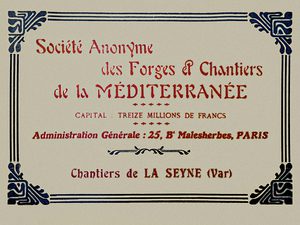 Société Anonyme
des Forges & Chantiers
de la MÉDITERRANÉE
CAPITAL : TREIZE MILLIONS DE FRANCS
Administration Générale : 25, Bᵈ Malesherbes, PARIS
Chantiers de LA SEYNE (Var)